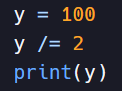 y = 100
y /= 2
print(y)